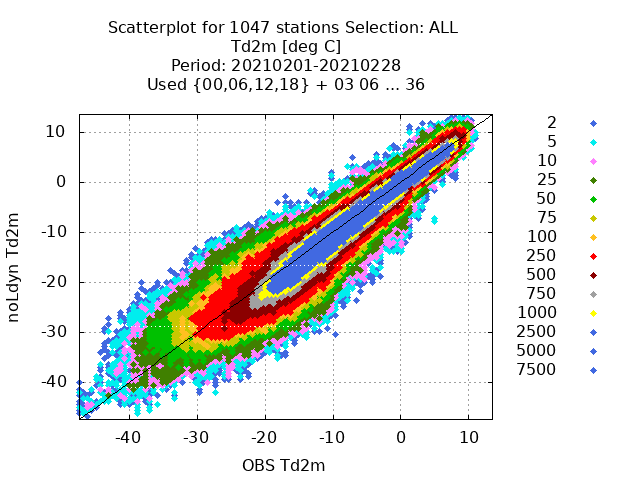 Scatterplot for 1047 stations Selection: ALL
Td2m [deg C]
Period: 20210201-20210228
Used {00,06,12,18} + 03 06 ... 36
10
0
-10
-20
-30
-40
noLdyn Td2m
-40 -30 -20 -10 0 10
OBS Td2m
2
5
10
25
50
75
100
250
500
750
1000
2500
5000
7500